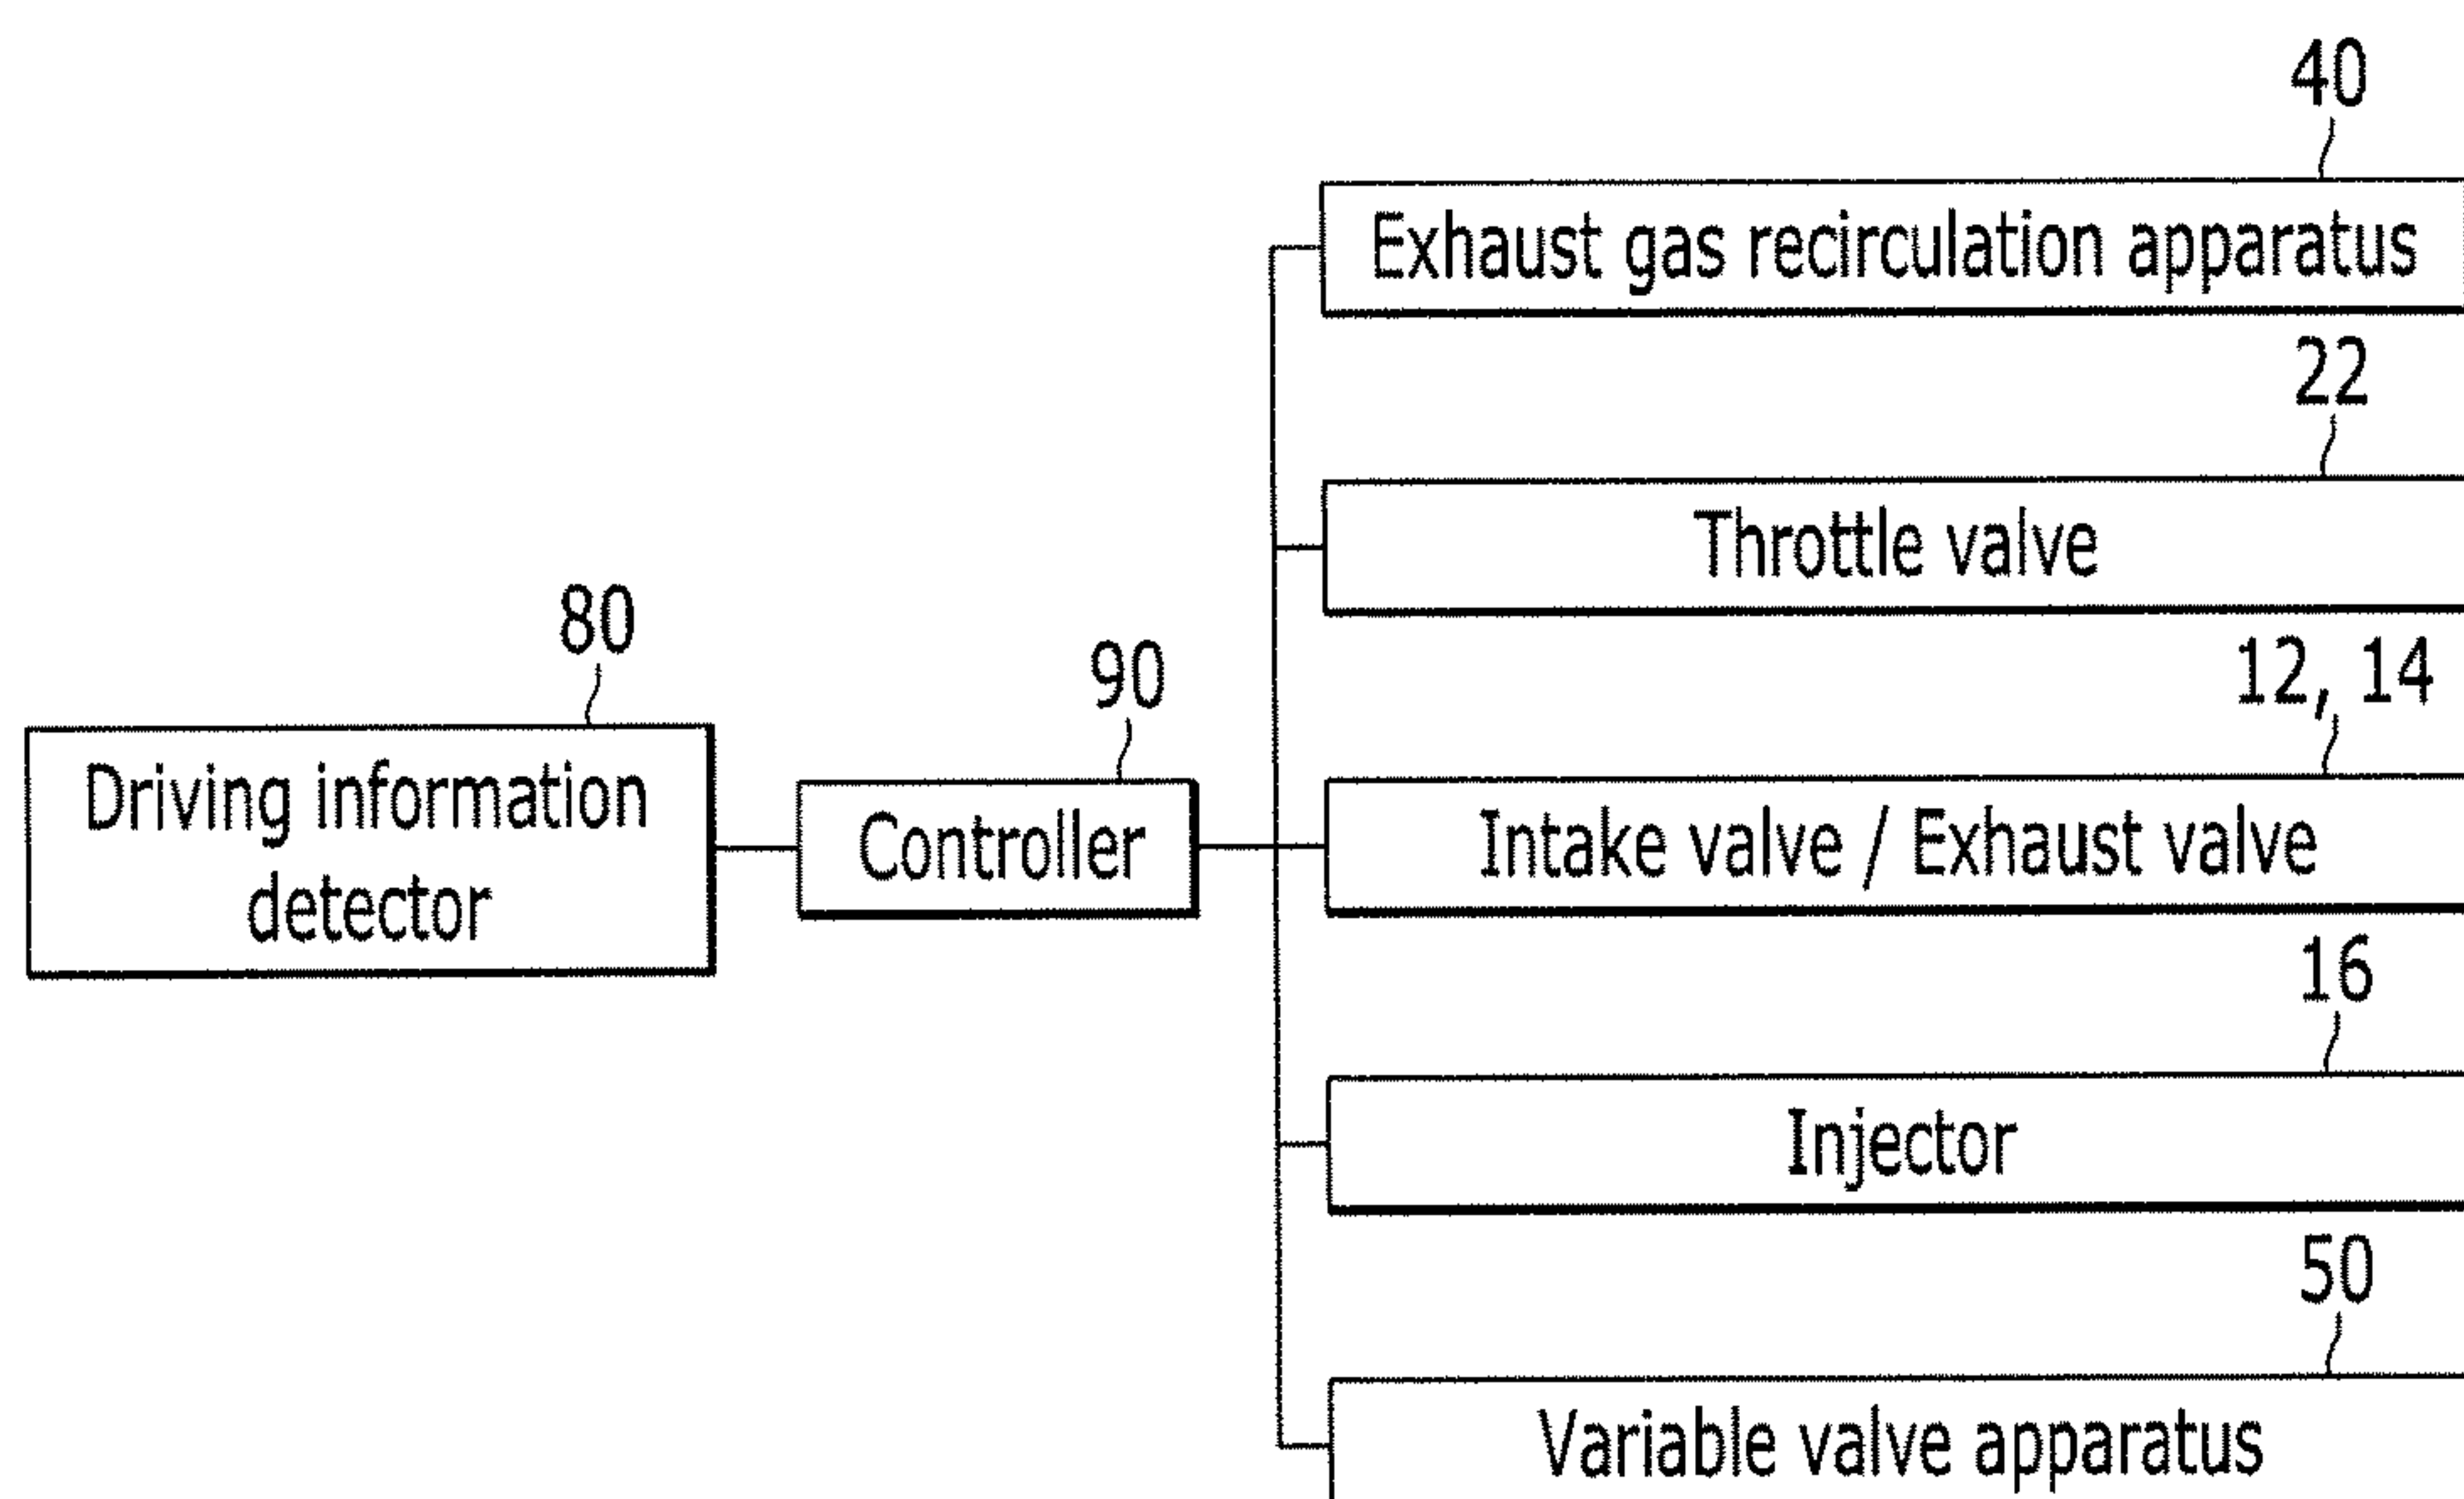 40
Exhaust gas recirculation apparatus
22
Throttle valve
80
Driving information
detector
90
Controller
12, 14
Intake valve / Exhaust valve
16
Injector
50
Variable valve apparatus